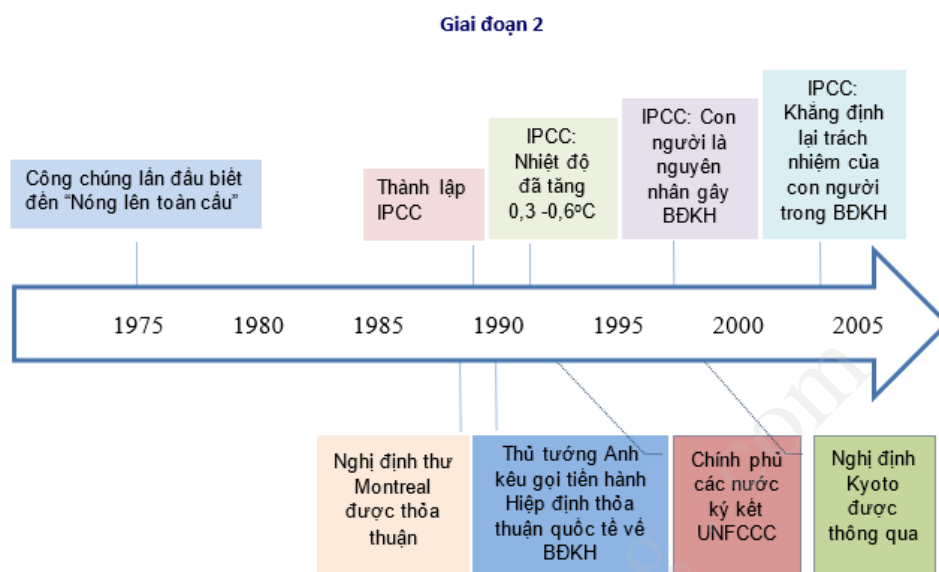 Giai đoạn 2
Công chúng lần đầu biết
đến “Nóng lên toàn cầu”
Thành lập
IPCC
IPCC:
Nhiệt độ
đã tăng
0,3 -0,6ºC
IPCC: Con
người là
nguyên
nhân gây
BĐKH
IPCC:
Khẳng định
lại trách
nhiệm của
con người
trong BĐKH
1975
1980
1985
1990
1995
2000
2005
Nghị định thư
Montreal
được thỏa
thuận
Thủ tướng Anh
kêu gọi tiến hành
Hiệp định thỏa
thuận quốc tế về
BĐKH
Chính phủ
các nước
ký kết
UNFCCC
Nghị định
Kyoto
được
thông qua